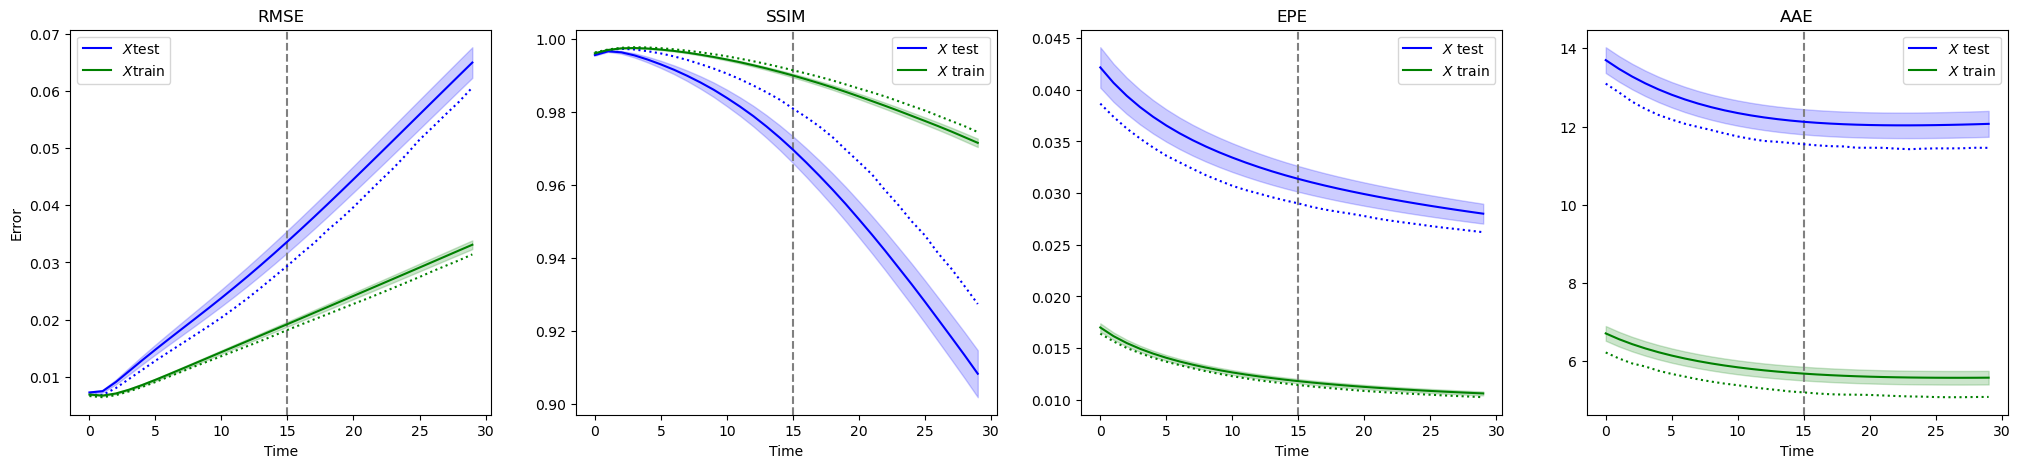 RMSE
Error
0.07
0.06
0.05
0.04
0.03
0.02
0.01
Xtest
Xtrain
0 5 10 15 20 25 30
Time
SSIM
1.00
0.98
0.96
0.94
0.92
0.90
X test
X train
0 5 10 15 20 25 30
Time
EPE
0.045
0.040
0.035
0.030
0.025
0.020
0.015
0.010
X test
X train
0 5 10 15 20 25 30
Time
AAE
14
12
10
8
6
X test
X train
0 5 10 15 20 25 30
Time